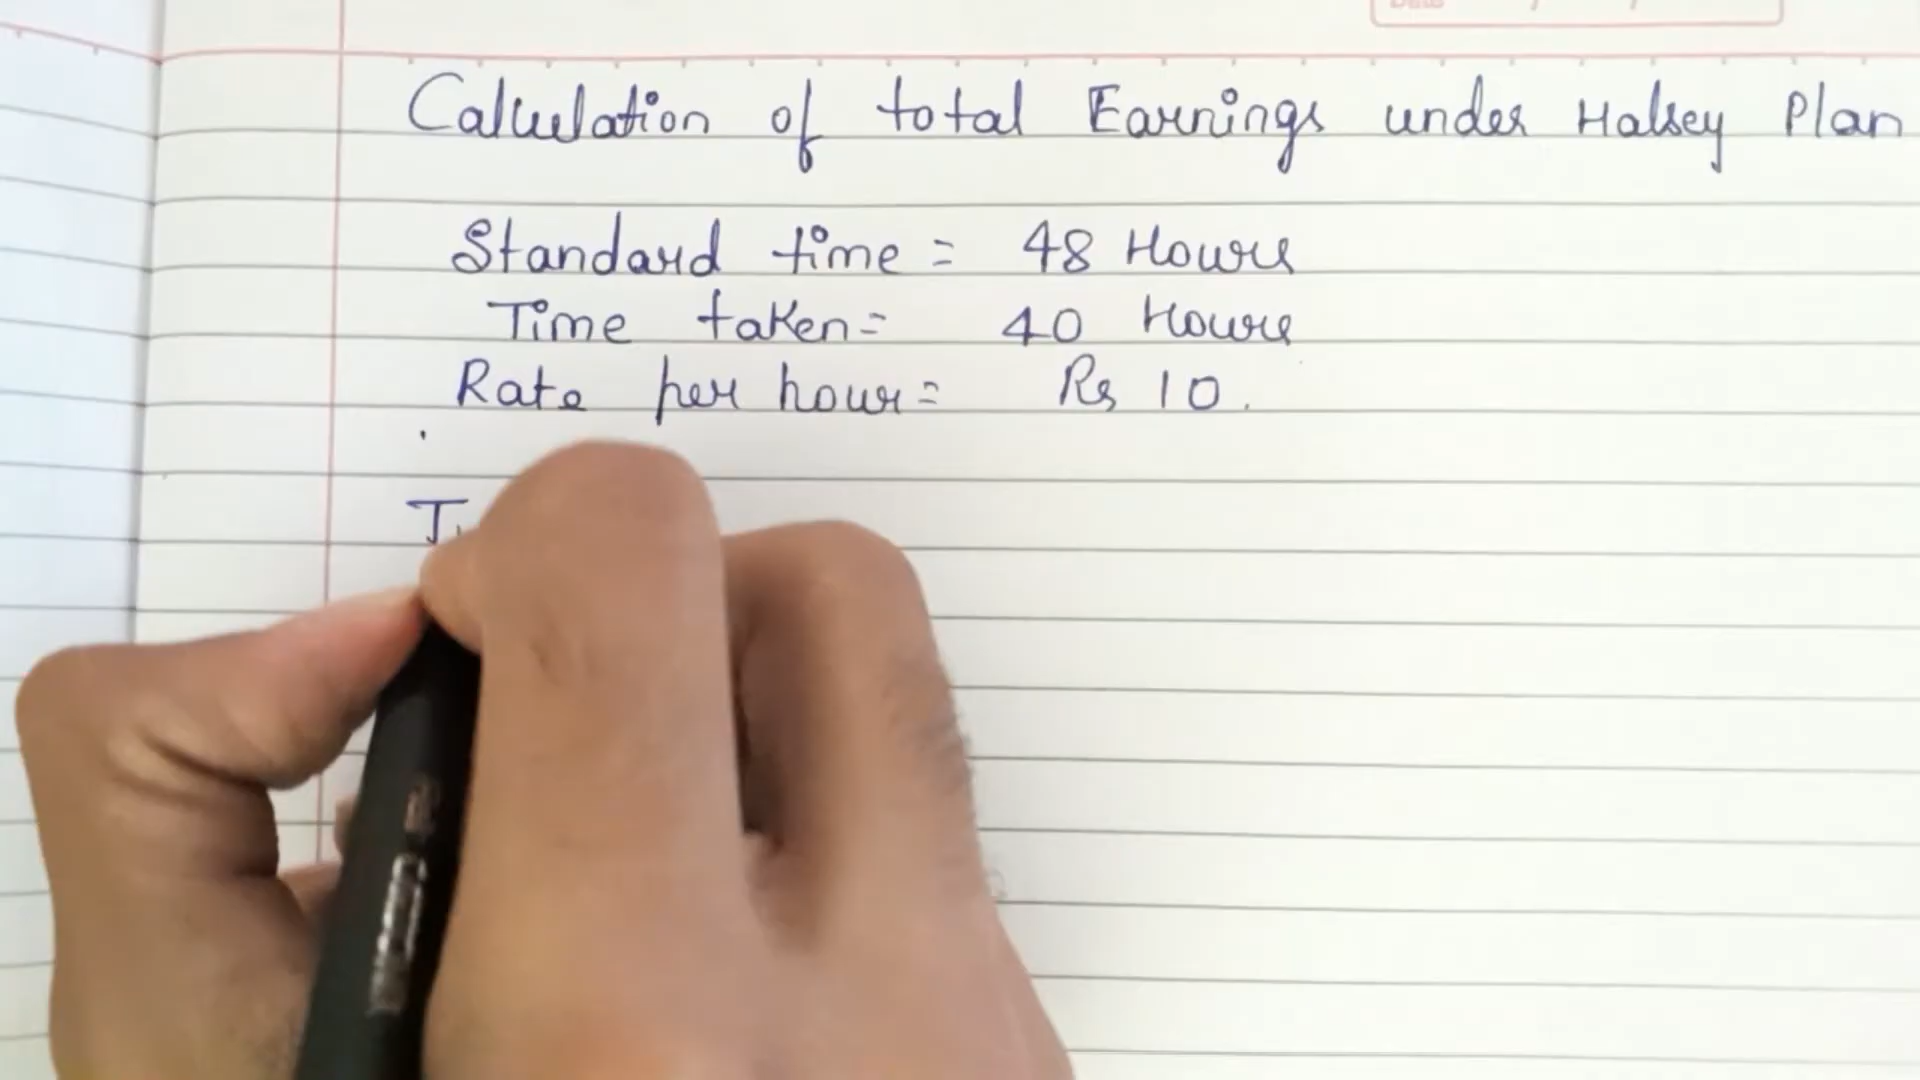 Date
Calculation of total Earnings under Halsey Plan
Standard time = 48 Hours
Time taken = 40 Hours
Rate per hour = Rs 10.